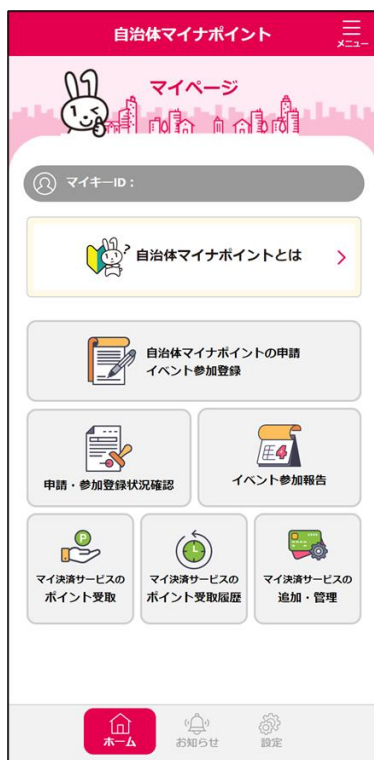 自治体マイナポイント
メニュー
マイページ
マイキーID：
?
自治体マイナポイントとは
自治体マイナポイントの申請
イベント参加登録
申請・参加登録状況確認
4
イベント参加報告
P
マイ決済サービスの
ポイント受取
マイ決済サービスの
ポイント受取履歴
マイ決済サービスの
追加・管理
ホーム
お知らせ
設定